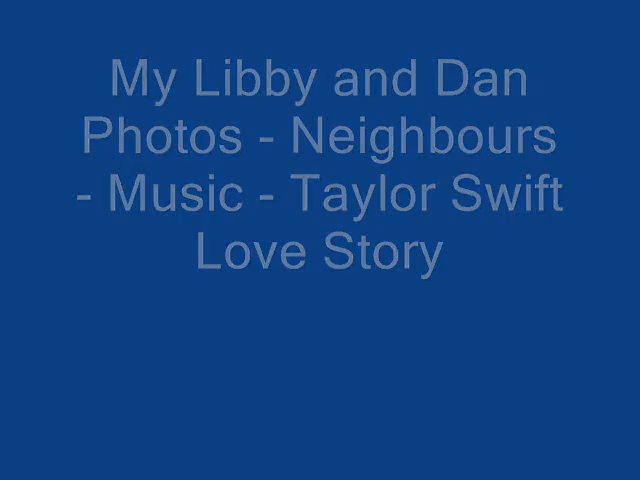 My Libby and Dan
Photos - Neighbours
- Music - Taylor Swift
Love Story